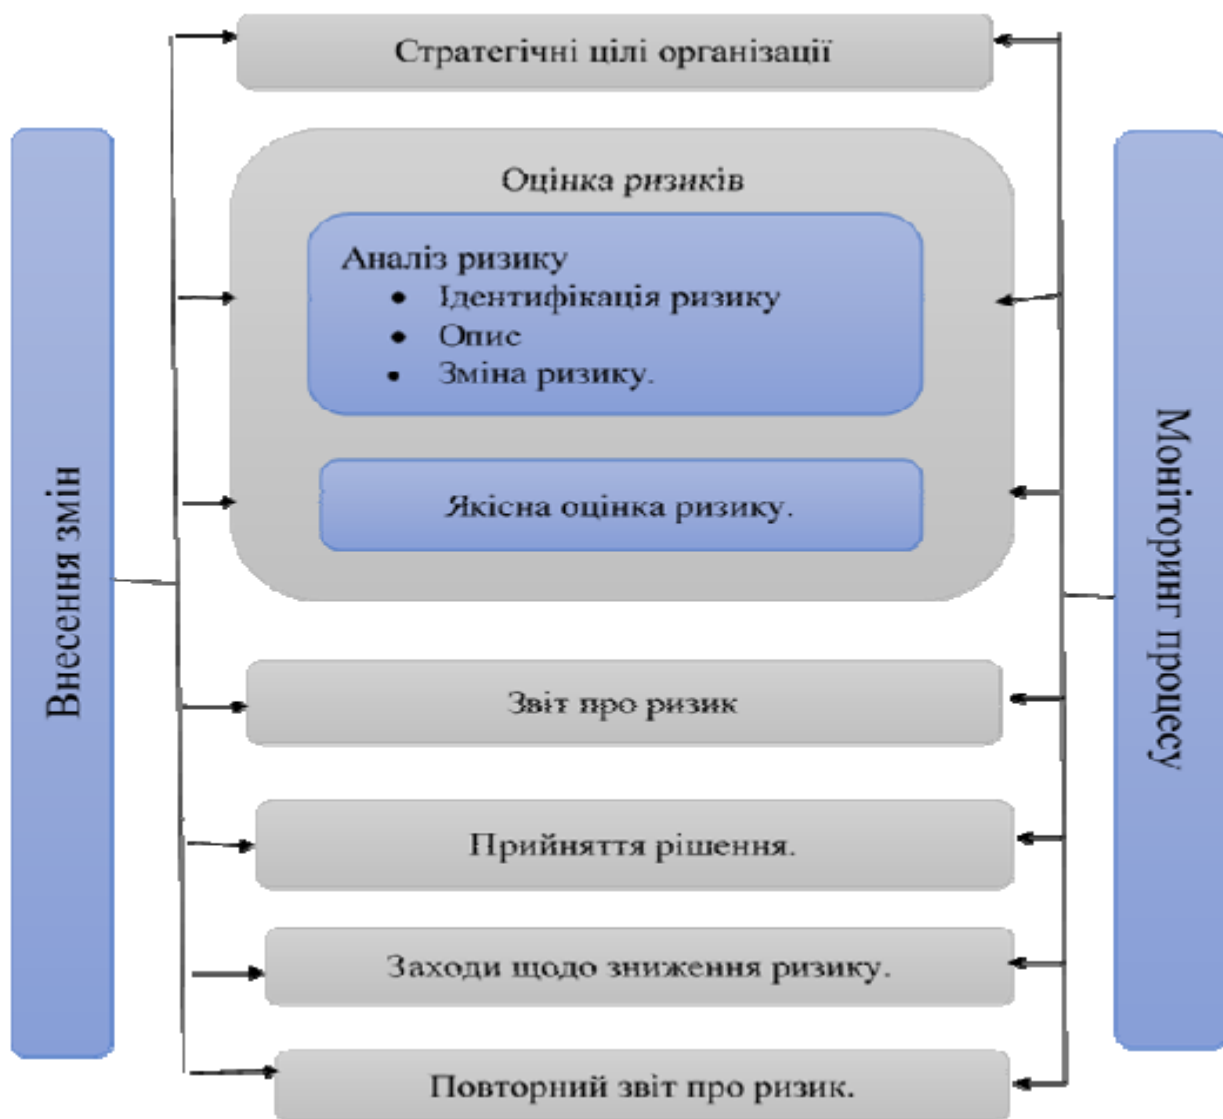 Стратегічні цілі організації
Оцінка ризиків
Аналіз ризику
• Ідентифікація ризику
• Опис
• Зміна ризику.
Якісна оцінка ризику.
Звіт про ризик
Прийняття рішення.
Заходи щодо зниження ризику.
Повторний звіт про ризик.
Внесення змін
Моніторинг процесу